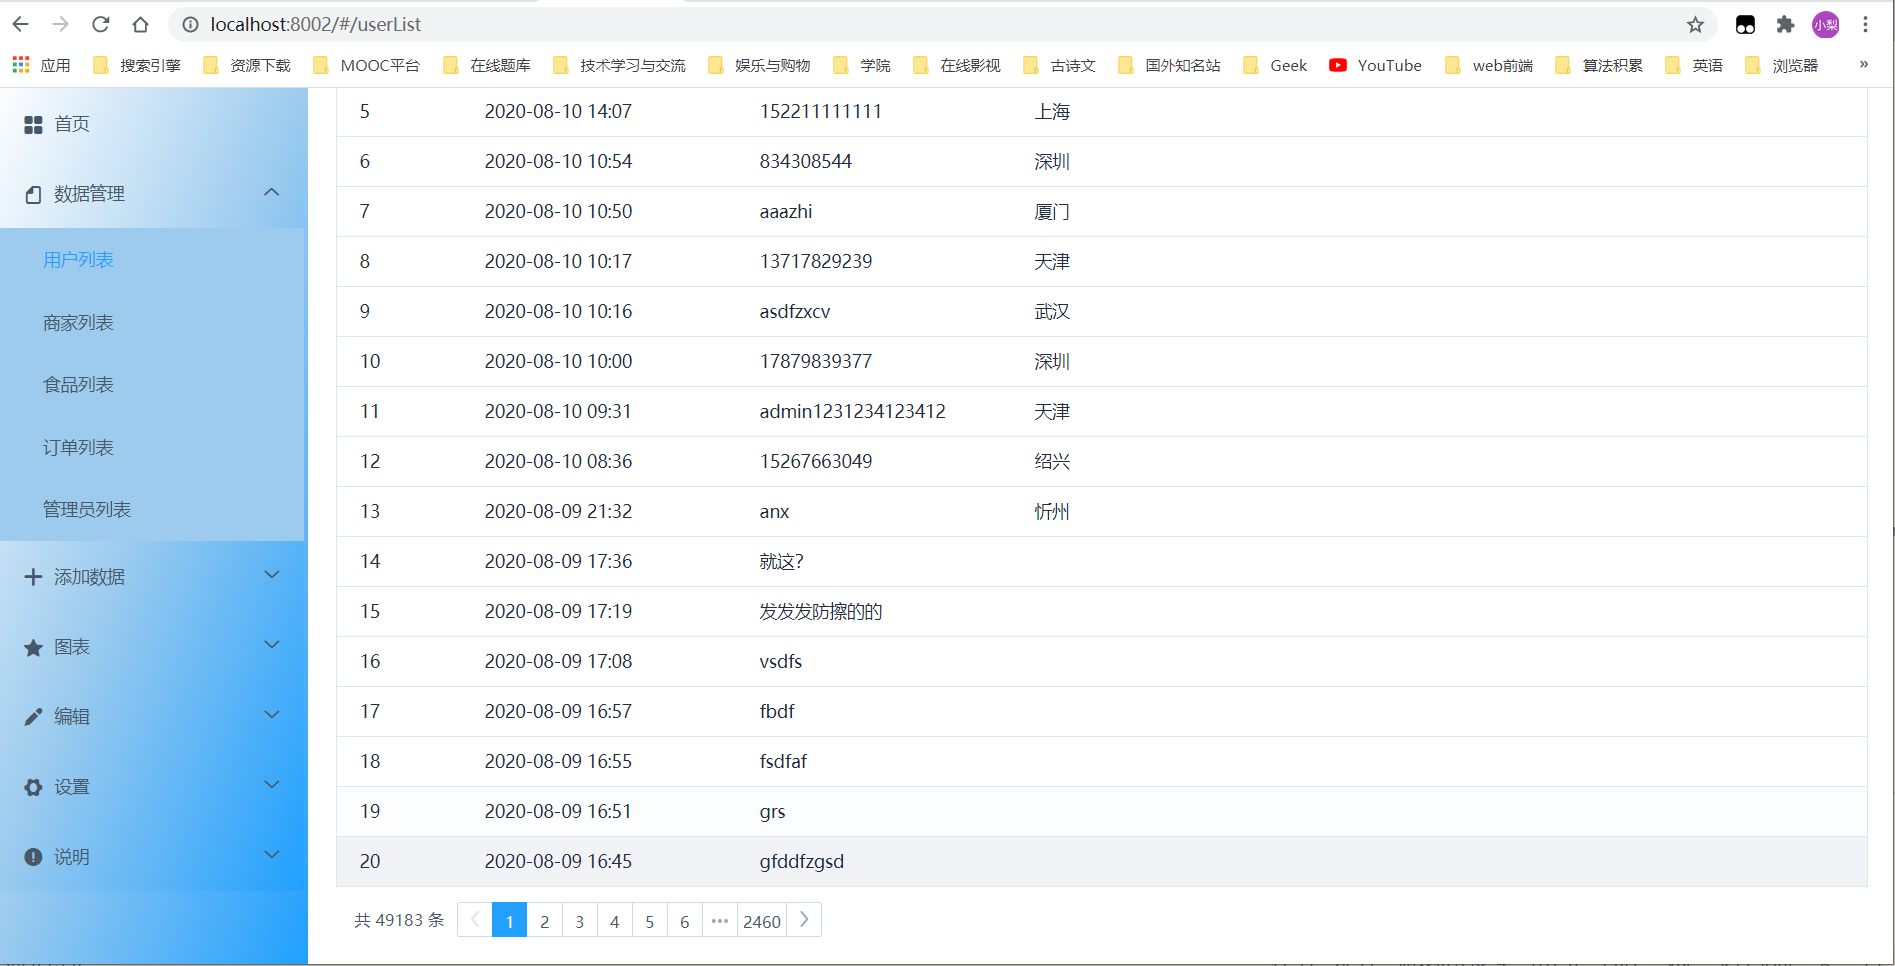 localhost:8002/#/userList
小梨
应用 搜索引擎 资源下载 MOOC平台 在线题库 技术学习与交流 娱乐与购物 学院 在线影视 古诗文 国外知名站 Geek YouTube web前端 算法积累 英语 浏览器 »
首页
数据管理
用户列表
商家列表
食品列表
订单列表
管理员列表
添加数据
图表
编辑
设置
说明
5 2020-08-10 14:07 152211111111 上海
6 2020-08-10 10:54 834308544 深圳
7 2020-08-10 10:50 aaazhi 厦门
8 2020-08-10 10:17 13717829239 天津
9 2020-08-10 10:16 asdfzxcv 武汉
10 2020-08-10 10:00 17879839377 深圳
11 2020-08-10 09:31 admin1231234123412 天津
12 2020-08-10 08:36 15267663049 绍兴
13 2020-08-09 21:32 anx 忻州
14 2020-08-09 17:36 就这?
15 2020-08-09 17:19 发发发防擦的的
16 2020-08-09 17:08 vsdfs
17 2020-08-09 16:57 fbdf
18 2020-08-09 16:55 fsdfaf
19 2020-08-09 16:51 grs
20 2020-08-09 16:45 gfddfzgsd
共 49183 条 1 2 3 4 5 6 ••• 2460